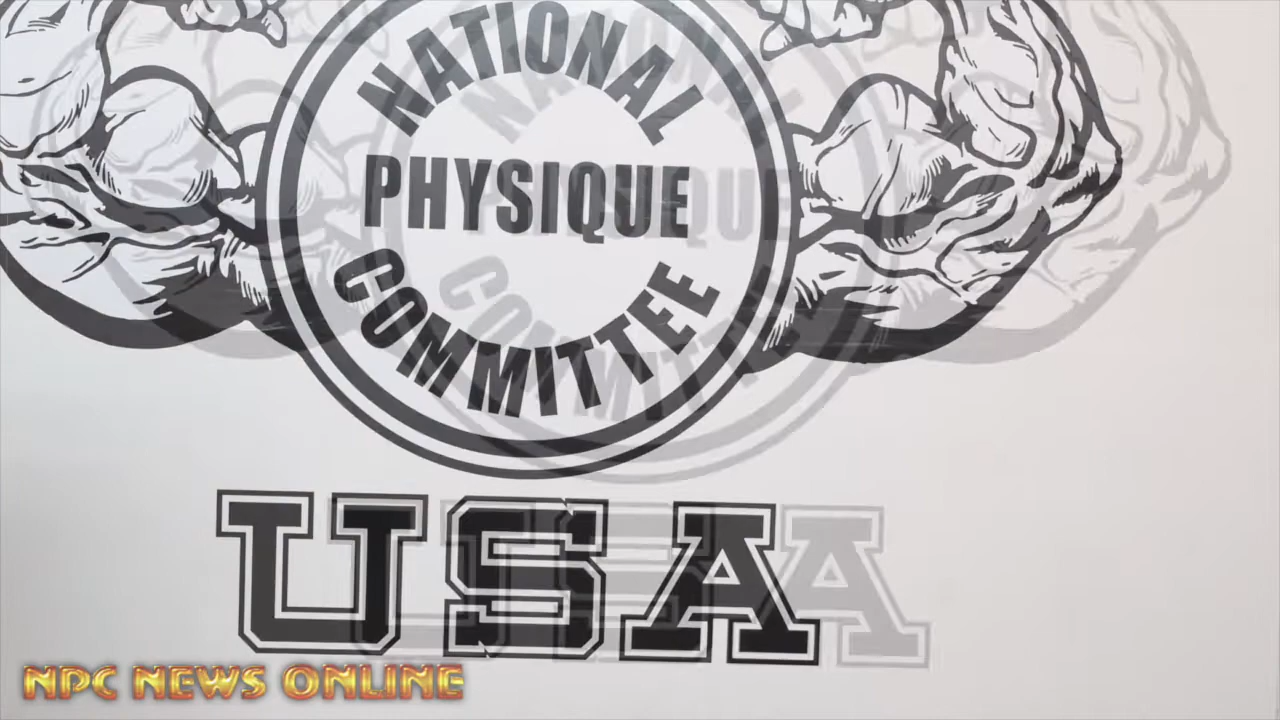 NATIONAL
PHYSIQUE
COMMITTEE
USA
NPC NEWS ONLINE